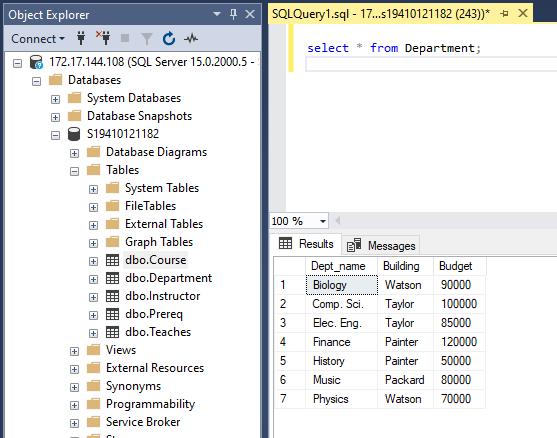 Object Explorer
Connect
172.17.144.108 (SQL Server 15.0.2000.5 -
Databases
System Databases
Database Snapshots
S19410121182
Database Diagrams
Tables
System Tables
FileTables
External Tables
Graph Tables
dbo.Course
dbo.Department
dbo.Instructor
dbo.Prereq
dbo.Teaches
Views
External Resources
Synonyms
Programmability
Service Broker
SQLQuery1.sql - 17...s19410121182 (243))*
select * from Department;
100 %
Results Messages
Dept_name Building Budget
1 Biology Watson 90000
2 Comp. Sci. Taylor 100000
3 Elec. Eng. Taylor 85000
4 Finance Painter 120000
5 History Painter 50000
6 Music Packard 80000
7 Physics Watson 70000